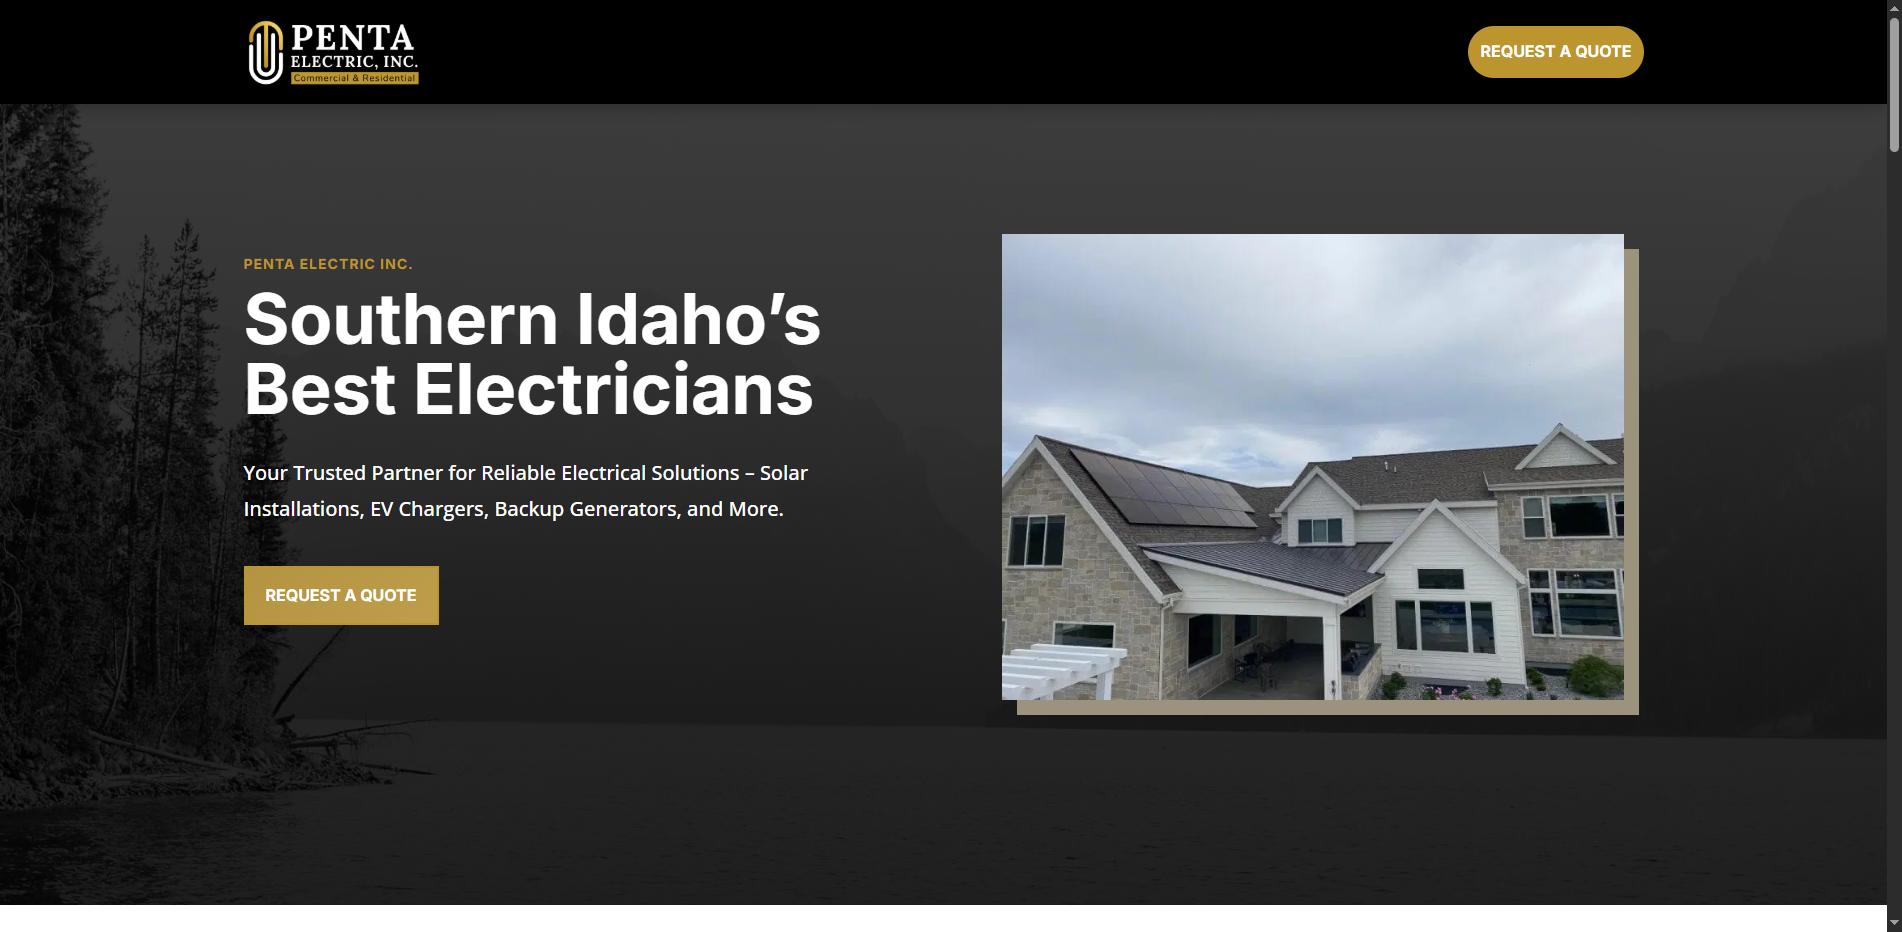 PENTA
ELECTRIC, INC.
Commercial & Residential
REQUEST A QUOTE
PENTA ELECTRIC INC.
Southern Idaho’s
Best Electricians
Your Trusted Partner for Reliable Electrical Solutions – Solar
Installations, EV Chargers, Backup Generators, and More.
REQUEST A QUOTE